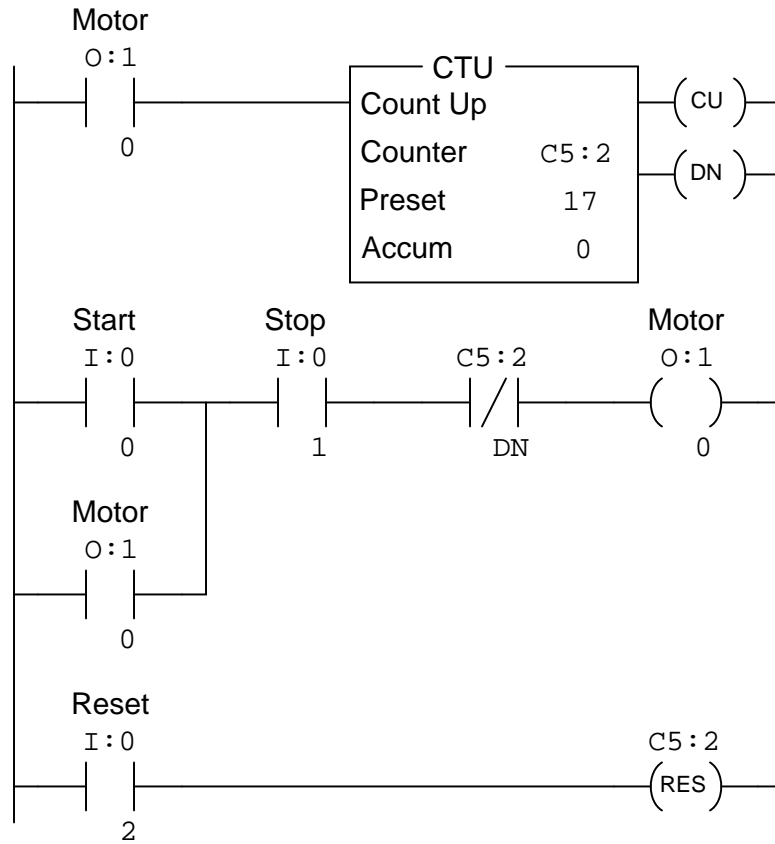 Motor
O:1
0
CTU
Count Up
Counter C5:2
Preset 17
Accum 0
CU
DN
Start
I:0
0
Stop
I:0
1
C5:2
DN
Motor
O:1
0
Motor
O:1
0
Reset
I:0
2
C5:2
RES